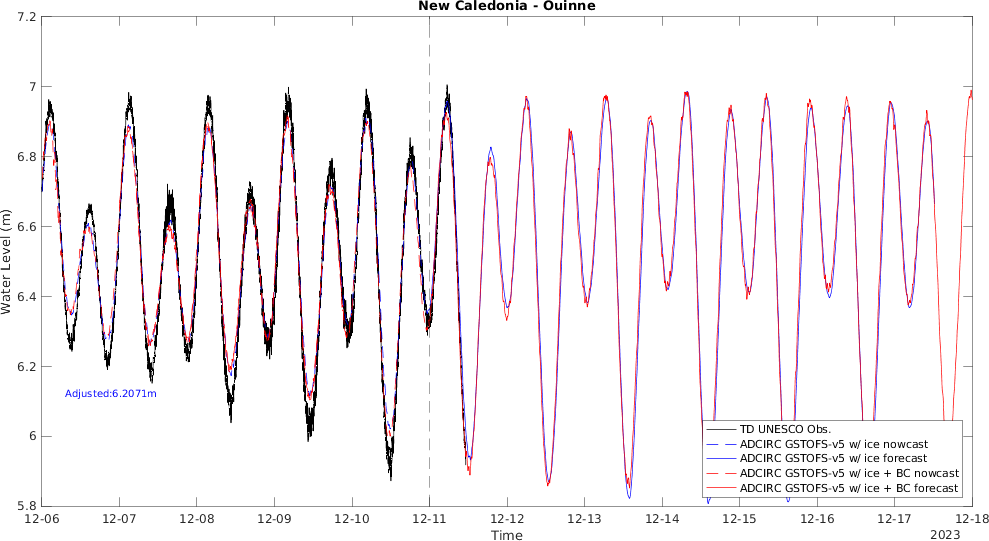 New Caledonia - Ouinne
7.2
7
6.8
6.6
6.4
6.2
6
5.8
Water Level (m)
Adjusted:6.2071m
TD UNESCO Obs.
ADCIRC GSTOFS-v5 w/ ice nowcast
ADCIRC GSTOFS-v5 w/ ice forecast
ADCIRC GSTOFS-v5 w/ ice + BC nowcast
ADCIRC GSTOFS-v5 w/ ice + BC forecast
12-06 12-07 12-08 12-09 12-10 12-11 12-12 12-13 12-14 12-15 12-16 12-17 12-18
Time
2023